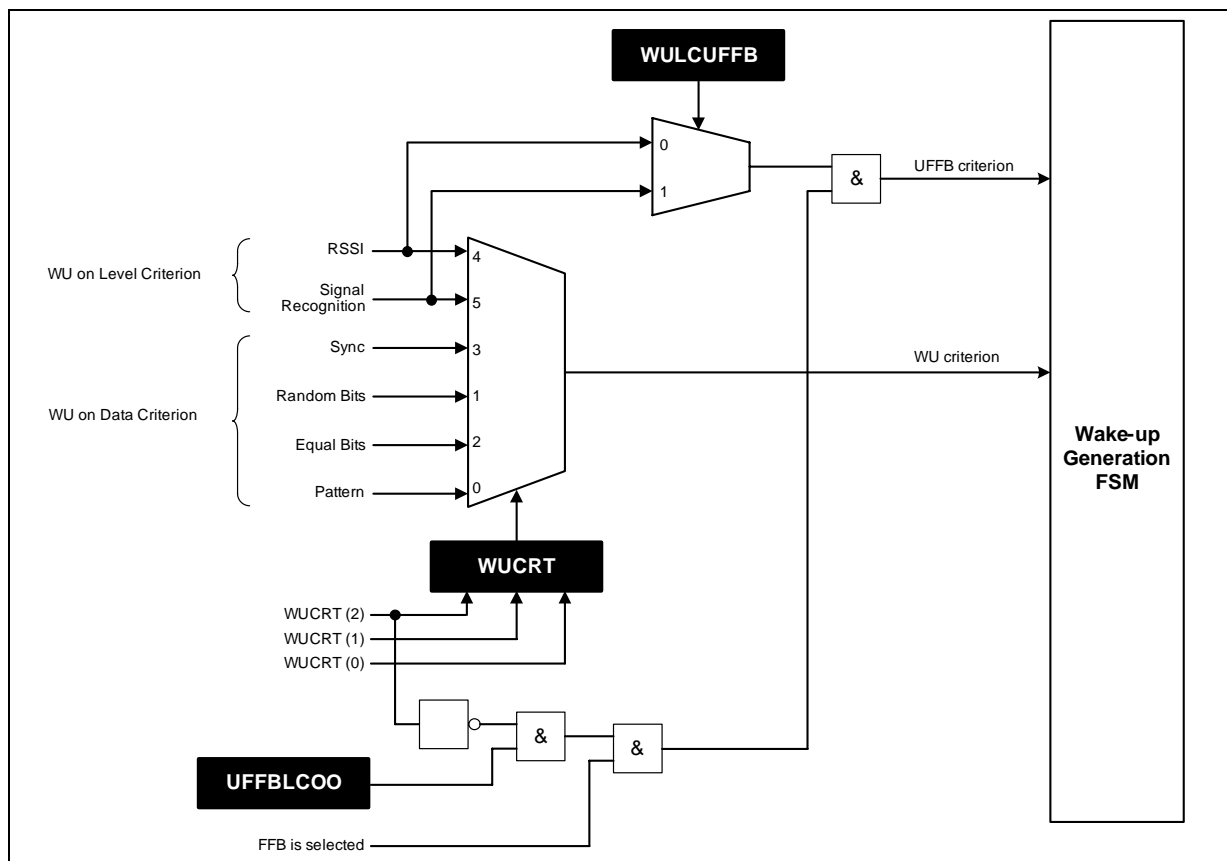 WULCUFFB
0
1
&
UFFB criterion
WU on Level Criterion
RSSI
4
Signal
Recognition
5
WU on Data Criterion
Sync
3
Random Bits
1
Equal Bits
2
Pattern
0
WU criterion
Wake-up
Generation
FSM
WUCRT
WUCRT (2)
WUCRT (1)
WUCRT (0)
&
&
UFFBLCOO
FFB is selected